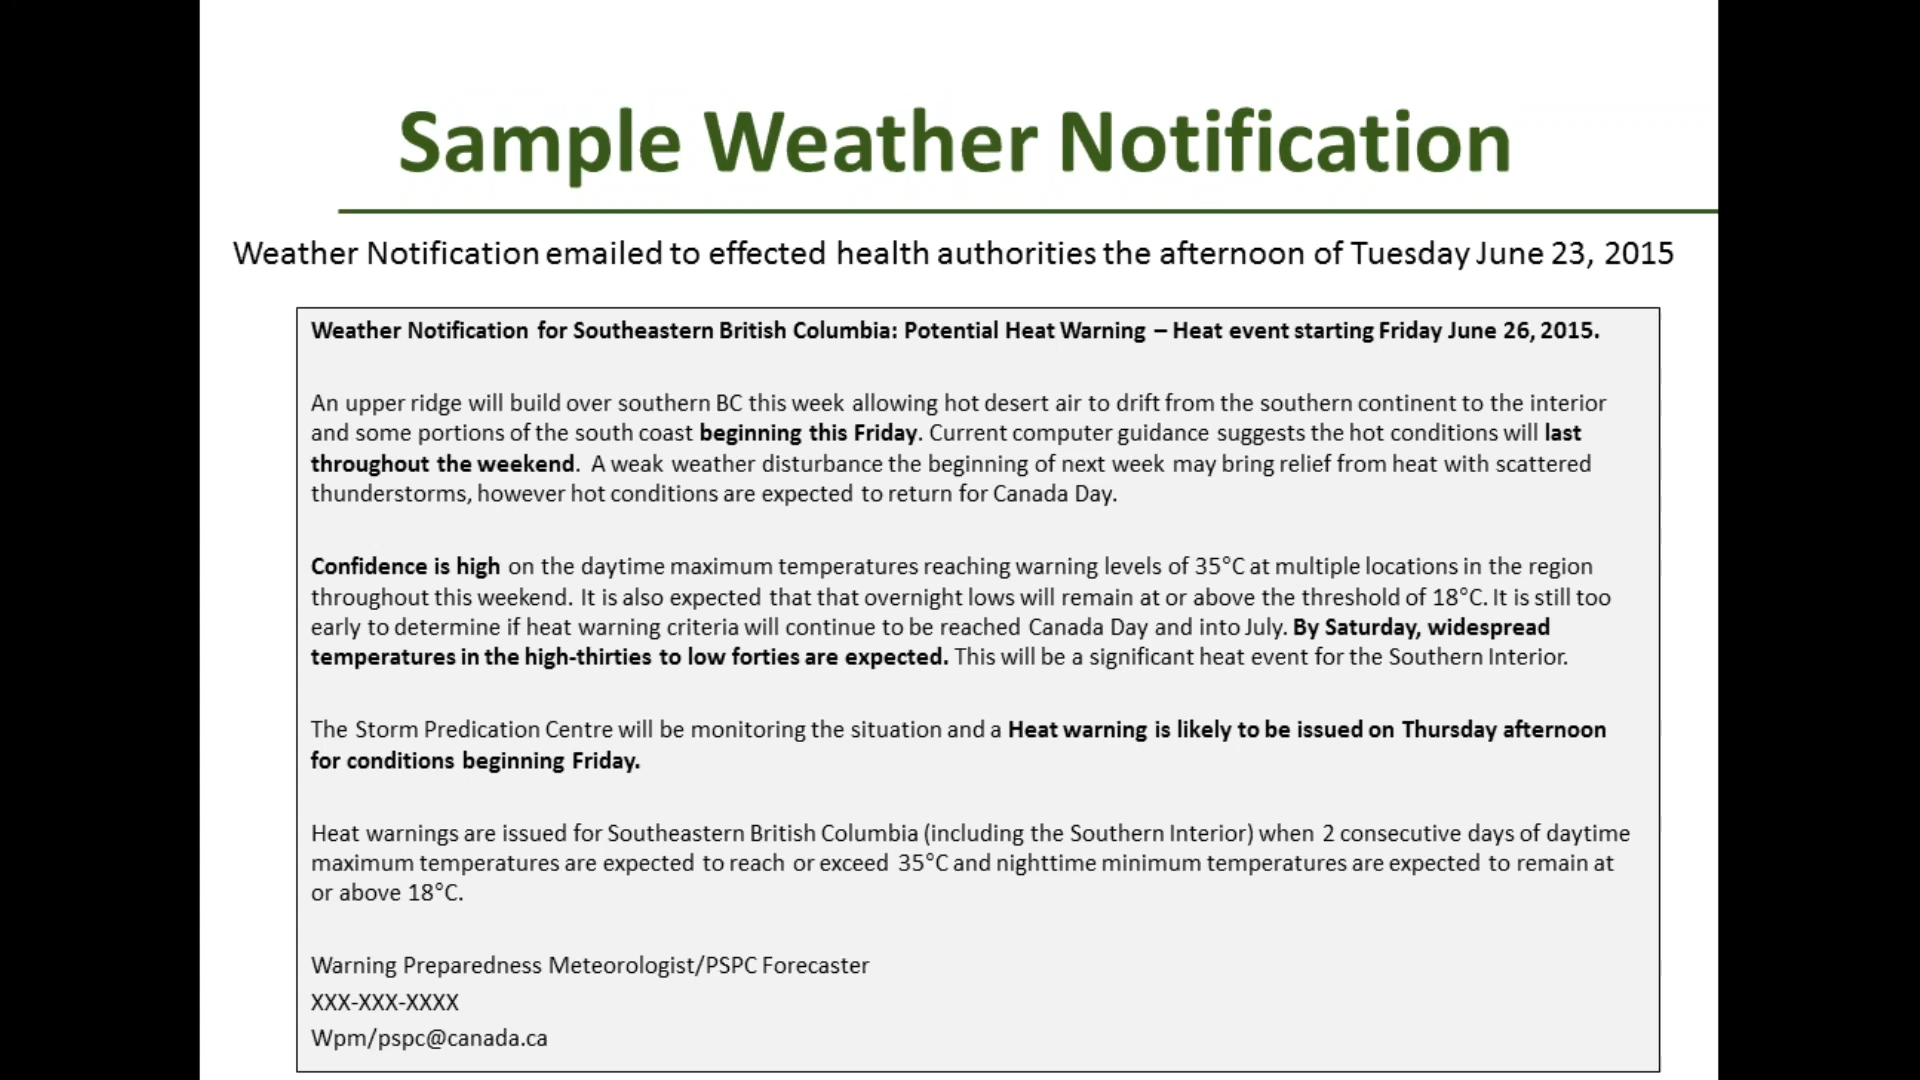 Sample Weather Notification
Weather Notification emailed to effected health authorities the afternoon of Tuesday June 23, 2015
Weather Notification for Southeastern British Columbia: Potential Heat Warning – Heat event starting Friday June 26, 2015.
An upper ridge will build over southern BC this week allowing hot desert air to drift from the southern continent to the interior
and some portions of the south coast beginning this Friday. Current computer guidance suggests the hot conditions will last
throughout the weekend. A weak weather disturbance the beginning of next week may bring relief from heat with scattered
thunderstorms, however hot conditions are expected to return for Canada Day.
Confidence is high on the daytime maximum temperatures reaching warning levels of 35°C at multiple locations in the region
throughout this weekend. It is also expected that that overnight lows will remain at or above the threshold of 18°C. It is still too
early to determine if heat warning criteria will continue to be reached Canada Day and into July. By Saturday, widespread
temperatures in the high-thirties to low forties are expected. This will be a significant heat event for the Southern Interior.
The Storm Predication Centre will be monitoring the situation and a Heat warning is likely to be issued on Thursday afternoon
for conditions beginning Friday.
Heat warnings are issued for Southeastern British Columbia (including the Southern Interior) when 2 consecutive days of daytime
maximum temperatures are expected to reach or exceed 35°C and nighttime minimum temperatures are expected to remain at
or above 18°C.
Warning Preparedness Meteorologist/PSPC Forecaster
XXX-XXX-XXXX
Wpm/pspc@canada.ca